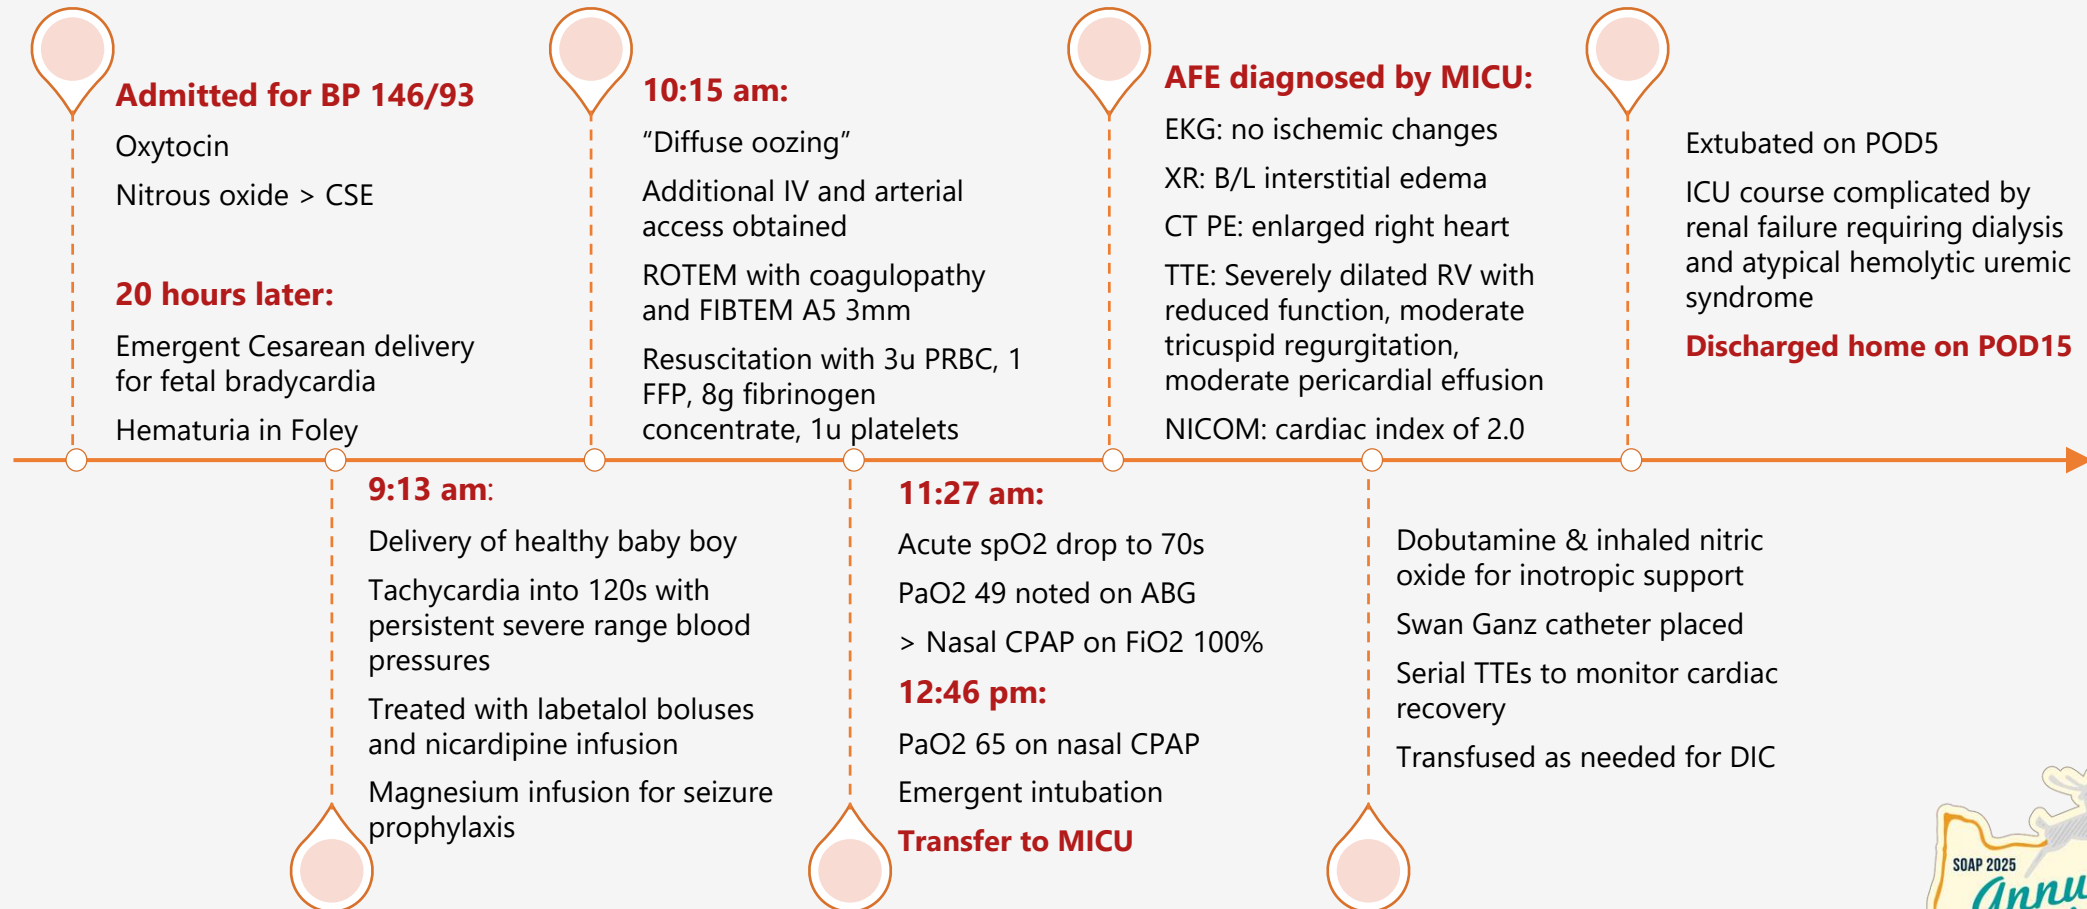 Admitted for BP 146/93
Oxytocin
Nitrous oxide > CSE
20 hours later:
Emergent Cesarean delivery
for fetal bradycardia
Hematuria in Foley
9:13 am:
Delivery of healthy baby boy
Tachycardia into 120s with
persistent severe range blood
pressures
Treated with labetalol boluses
and nicardipine infusion
Magnesium infusion for seizure
prophylaxis
10:15 am:
“Diffuse oozing”
Additional IV and arterial
access obtained
ROTEM with coagulopathy
and FIBTEM A5 3mm
Resuscitation with 3u PRBC, 1
FFP, 8g fibrinogen
concentrate, 1u platelets
11:27 am:
Acute spO2 drop to 70s
PaO2 49 noted on ABG
> Nasal CPAP on FiO2 100%
12:46 pm:
PaO2 65 on nasal CPAP
Emergent intubation
Transfer to MICU
AFE diagnosed by MICU:
EKG: no ischemic changes
XR: B/L interstitial edema
CT PE: enlarged right heart
TTE: Severely dilated RV with
reduced function, moderate
tricuspid regurgitation,
moderate pericardial effusion
NICOM: cardiac index of 2.0
Dobutamine & inhaled nitric
oxide for inotropic support
Swan Ganz catheter placed
Serial TTEs to monitor cardiac
recovery
Transfused as needed for DIC
Extubated on POD5
ICU course complicated by
renal failure requiring dialysis
and atypical hemolytic uremic
syndrome
Discharged home on POD15
SOAP 2025